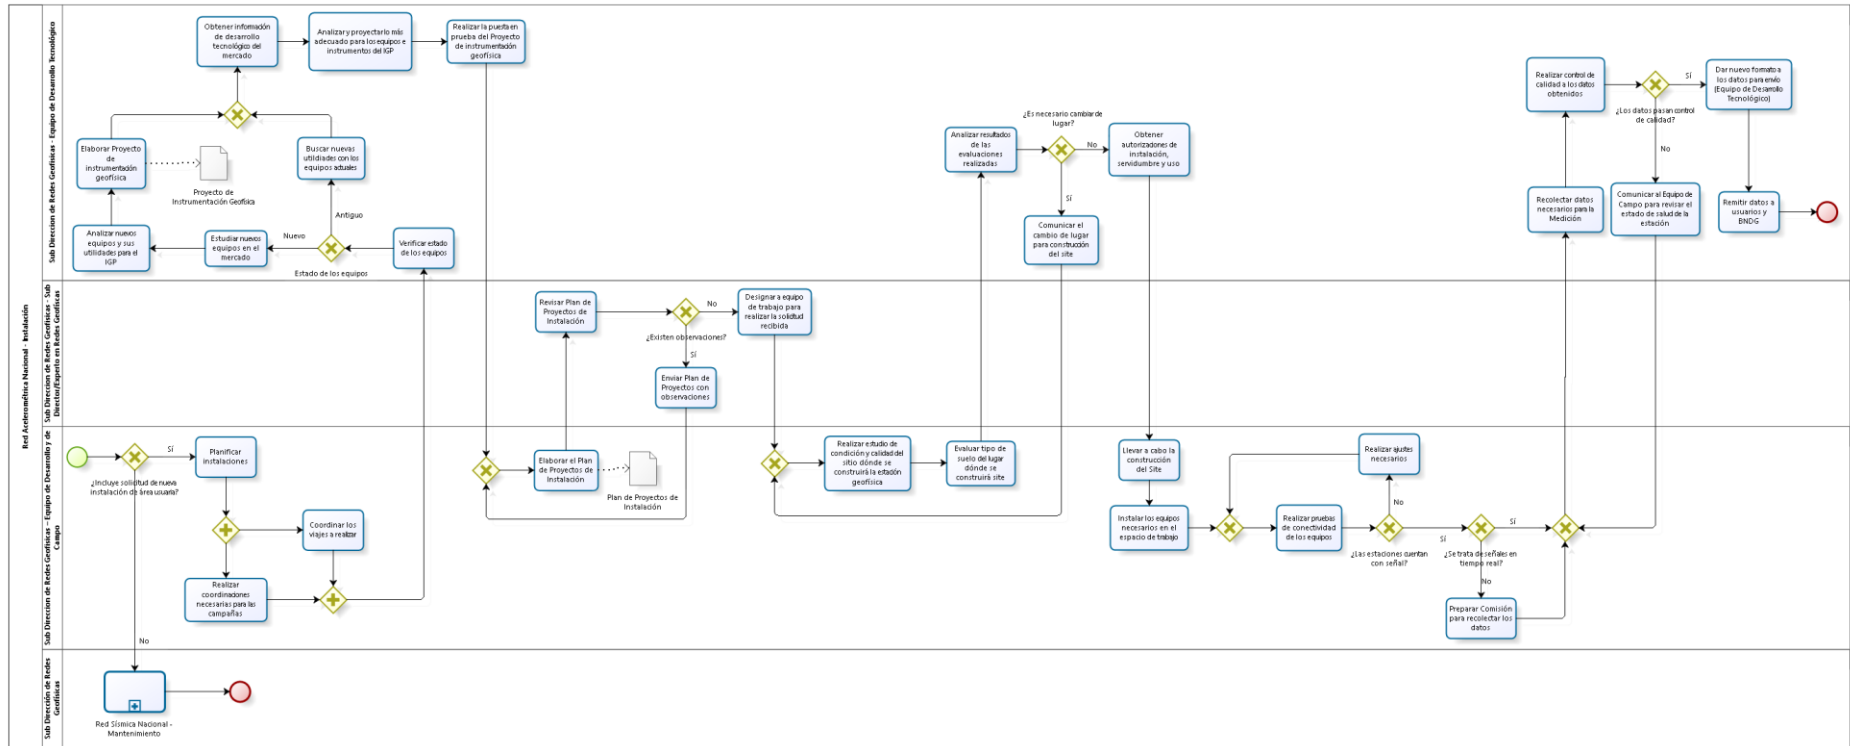 Red Acelerométrica Nacional - Instalación
Sub Direccion de Redes Geofísicas - Equipo de Desarrollo Tecnológico
Obtener información
de desarrollo
tecnológico del
mercado
Analizar y proyectar lo más
adecuado para los equipos e
instrumentos del IGP
Realizar la puesta en
prueba del Proyecto
de instrumentación
geofísica
Elaborar Proyecto
de
instrumentación
geofísica
Proyecto de
Instrumentación Geofísica
Buscar nuevas
utilidiades con los
equipos actuales
Antiguo
Analizar nuevos
equipos y sus
utilidades para el
IGP
Estudiar nuevos
equipos en el
mercado
Nuevo
Estado de los equipos
Verificar estado
de los equipos
Analizar resultados
de las
evaluaciones
realizadas
¿Es necesario cambiar de
lugar?
No
Sí
Obtener
autorizaciones de
instalación,
servidumbre y uso
Comunicar el
cambio de lugar
para construcción
del site
Realizar control de
calidad a los datos
obtenidos
¿Los datos pasan control
de calidad?
Sí
No
Dar nuevo formato a
los datos para envío
(Equipo de Desarrollo
Tecnológico)
Recolectar datos
necesarios para la
Medición
Comunicar al Equipo de
Campo para revisar el
estado de salud de la
estación
Remitir datos a
usuarios y
BNDG
Sub Direccion de Redes Geofisicas - Sub
Director/Experto en Redes Geofísicas
Revisar Plan de
Proyectos de
Instalación
¿Existen observaciones?
No
Sí
Designar a equipo
de trabajo para
realizar la solicitud
recibida
Enviar Plan de
Proyectos con
observaciones
Sub Direccion de Redes Geofisicas – Equipo de Desarrollo y de
Campo
¿Incluye solicitud de nueva
instalación de área usuaria?
Sí
No
Planificar
instalaciones
Coordinar los
viajes a realizar
Realizar
coordinaciones
necesarias para las
campañas
Elaborar el Plan
de Proyectos de
Instalación
Plan de Proyectos de
Instalación
Realizar estudio de
condición y calidad del
sitio dónde se
construirá la estación
geofísica
Evaluar tipo de
suelo del lugar
dónde se
construirá site
Llevar a cabo la
construcción del
Site
Instalar los equipos
necesarios en el
espacio de trabajo
Realizar pruebas
de conectividad
de los equipos
Realizar ajustes
necesarios
No
Sí
¿Las estaciones cuentan
con señal?
¿Se trata de señales en
tiempo real?
Sí
No
Preparar Comisión
para recolectar los
datos
Sub Dirección de Redes
Geofísicas
Red Sísmica Nacional -
Mantenimiento